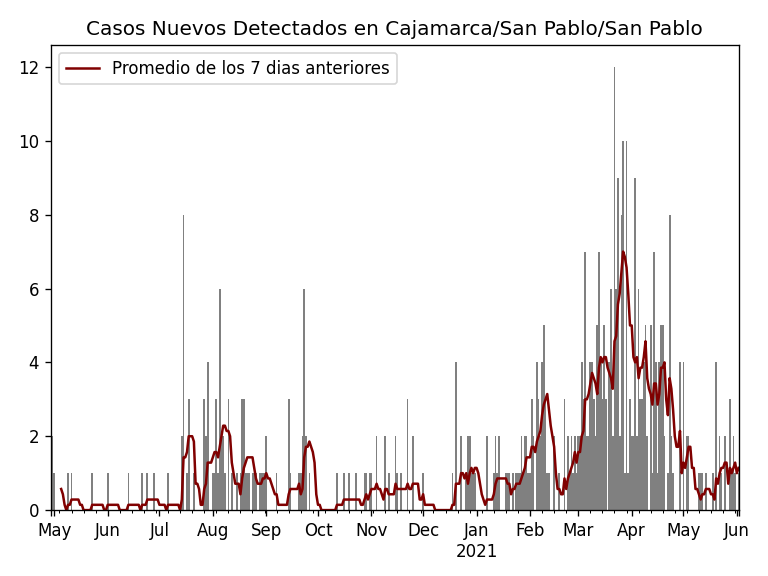 Casos Nuevos Detectados en Cajamarca/San Pablo/San Pablo
Promedio de los 7 dias anteriores
12
10
8
6
4
2
0
May Jun Jul Aug Sep Oct Nov Dec Jan Feb Mar Apr May Jun
2021